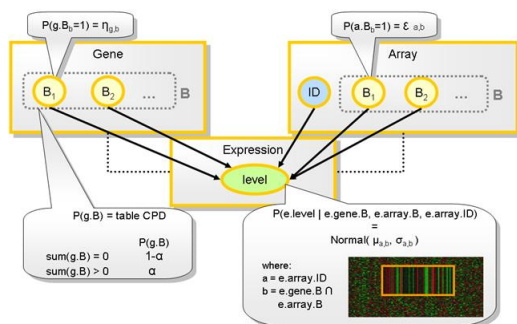 P(g.B_b=1) = η_g,b
P(a.B_b=1) = ε_a,b
Gene
Array
B_1
B_2
...
B
ID
B_1
B_2
...
B
Expression
level
P(g.B) = table CPD
P(g.B)
sum(g.B) = 0 1-α
sum(g.B) > 0 α
P(e.level | e.gene.B, e.array.B, e.array.ID)
=
Normal( μ_a,b, σ_a,b)
where:
a = e.array.ID
b = e.gene.B ∩
e.array.B